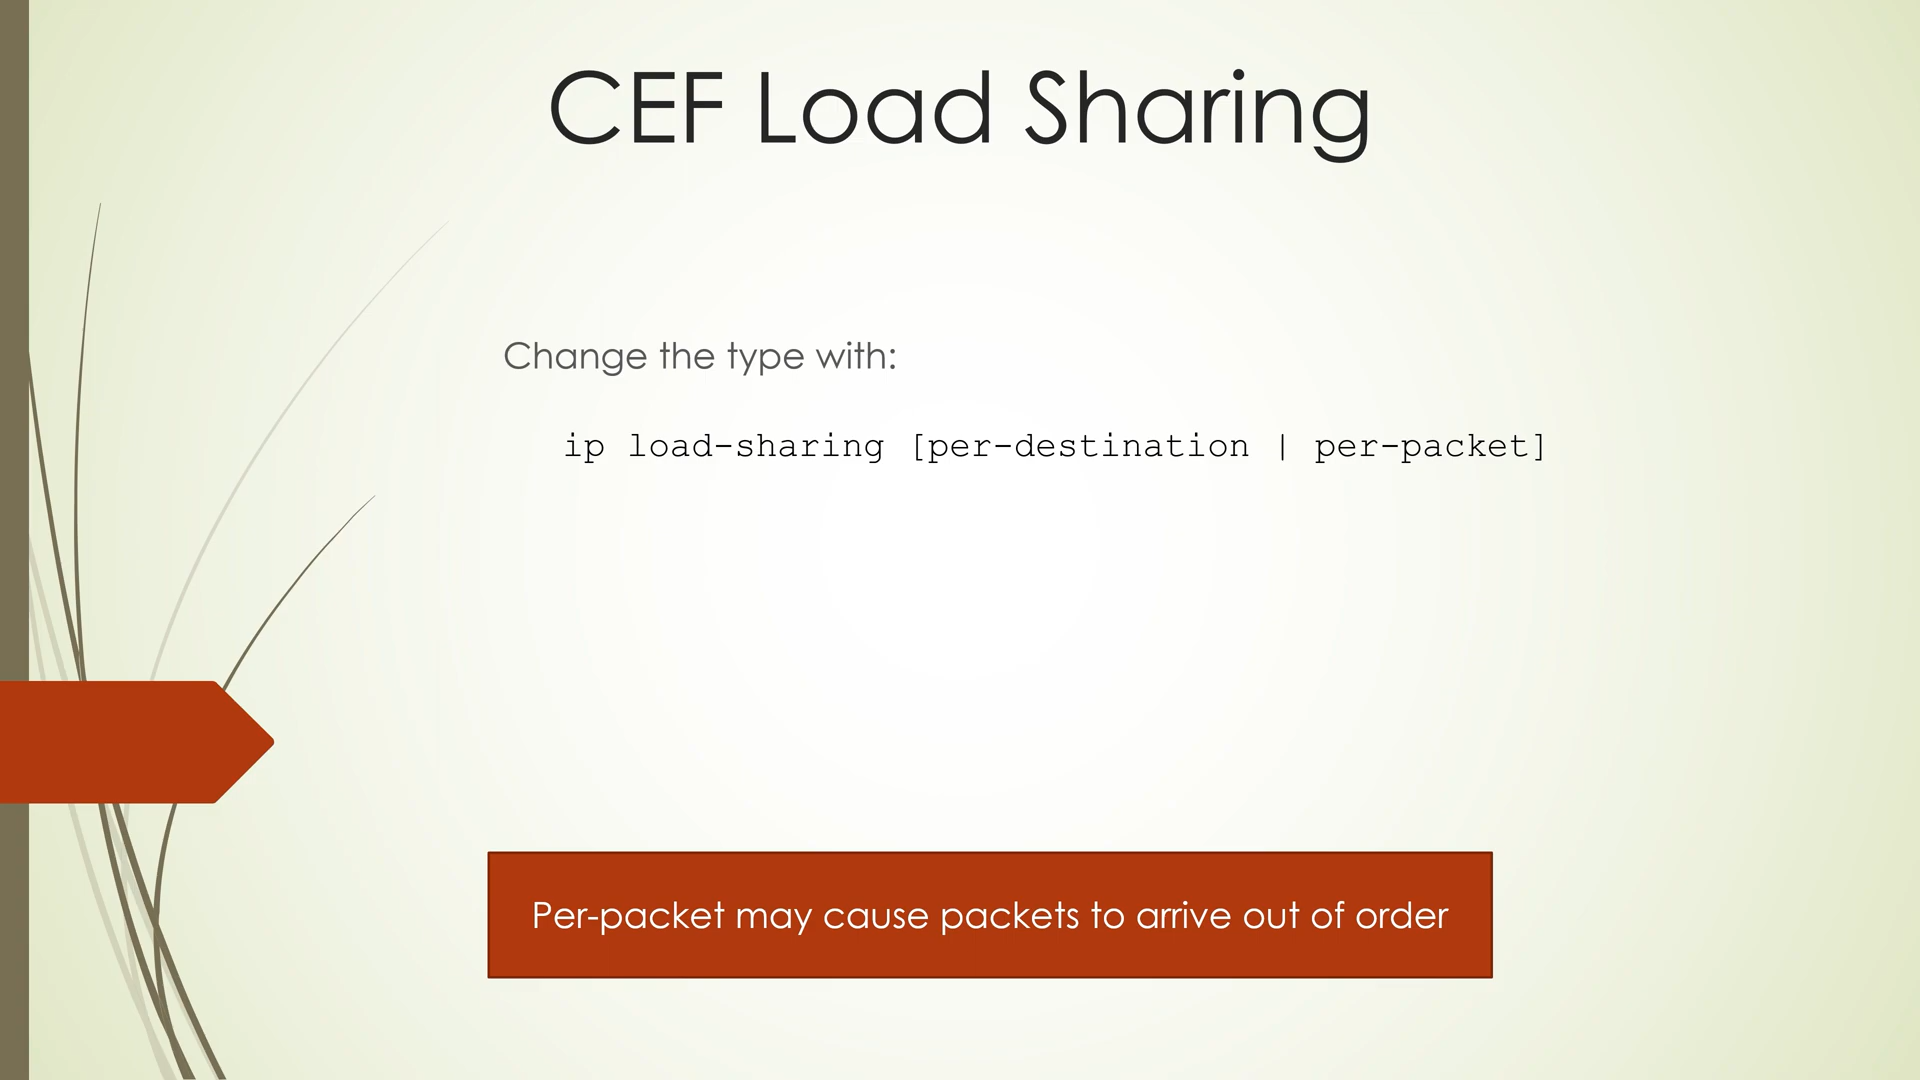 CEF Load Sharing
Change the type with:
ip load-sharing [per-destination | per-packet]
Per-packet may cause packets to arrive out of order